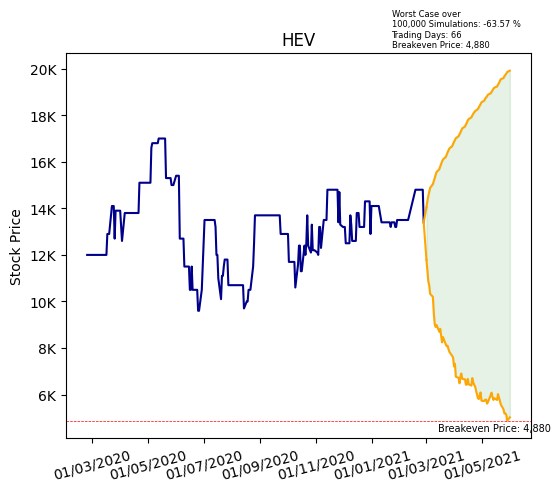 Worst Case over
100,000 Simulations: -63.57 %
Trading Days: 66
Breakeven Price: 4,880
HEV
Stock Price
20K
18K
16K
14K
12K
10K
8K
6K
Breakeven Price: 4,880
01/03/2020
01/05/2020
01/07/2020
01/09/2020
01/11/2020
01/01/2021
01/03/2021
01/05/2021